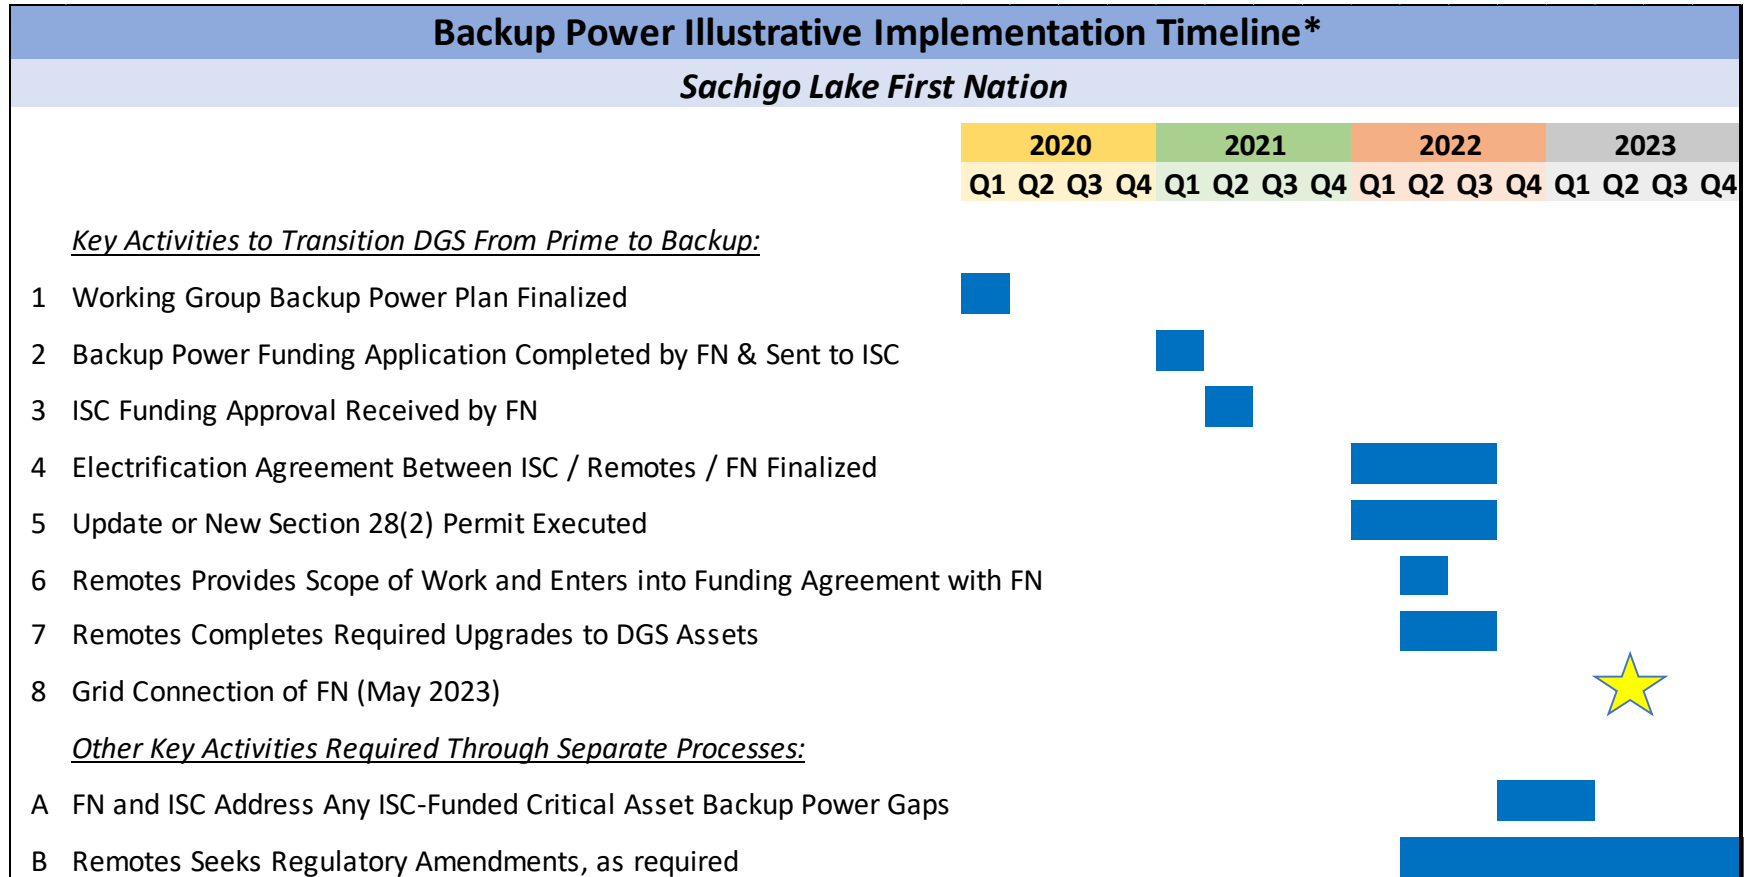 Backup Power Illustrative Implementation Timeline*
Sachigo Lake First Nation
2020 2021 2022 2023
Q1 Q2 Q3 Q4 Q1 Q2 Q3 Q4 Q1 Q2 Q3 Q4 Q1 Q2 Q3 Q4
Key Activities to Transition DGS From Prime to Backup:
1 Working Group Backup Power Plan Finalized
2 Backup Power Funding Application Completed by FN & Sent to ISC
3 ISC Funding Approval Received by FN
4 Electrification Agreement Between ISC / Remotes / FN Finalized
5 Update or New Section 28(2) Permit Executed
6 Remotes Provides Scope of Work and Enters into Funding Agreement with FN
7 Remotes Completes Required Upgrades to DGS Assets
8 Grid Connection of FN (May 2023)
Other Key Activities Required Through Separate Processes:
A FN and ISC Address Any ISC-Funded Critical Asset Backup Power Gaps
B Remotes Seeks Regulatory Amendments, as required